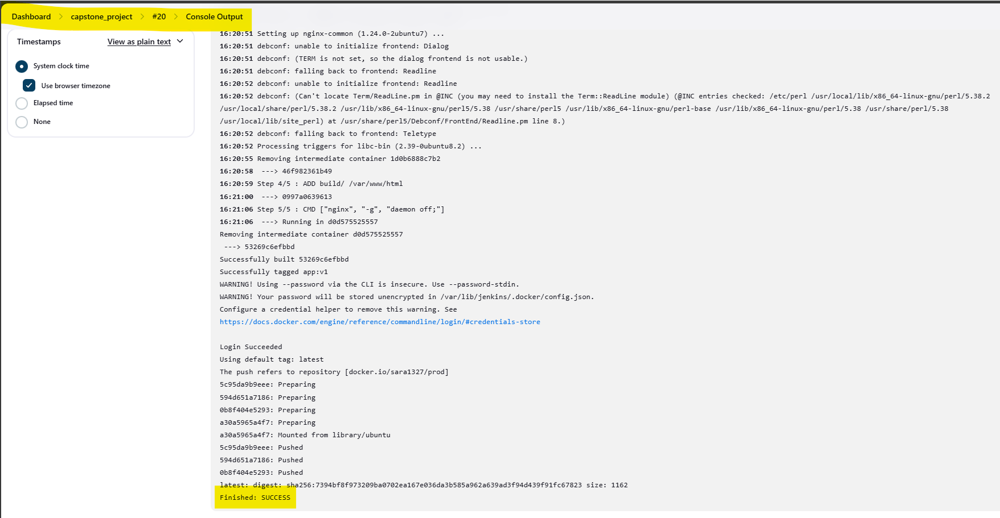 Dashboard > capstone_project > #20 > Console Output
Timestamps View as plain text
System clock time
Use browser timezone
Elapsed time
None
16:20:51 Setting up nginx-common (1.24.0-2ubuntu7) ...
16:20:51 debconf: unable to initialize frontend: Dialog
16:20:51 debconf: (TERM is not set, so the dialog frontend is not usable.)
16:20:51 debconf: falling back to frontend: Readline
16:20:52 debconf: unable to initialize frontend: Readline
16:20:52 debconf: (Can't locate Term/ReadLine.pm in @INC (you may need to install the Term::ReadLine module) (@INC entries checked: /etc/perl /usr/local/lib/x86_64-linux-gnu/perl/5.38.2
/usr/local/share/perl/5.38.2 /usr/lib/x86_64-linux-gnu/perl5/5.38 /usr/share/perl5 /usr/lib/x86_64-linux-gnu/perl-base /usr/lib/x86_64-linux-gnu/perl/5.38 /usr/share/perl/5.38
/usr/local/lib/site_perl) at /usr/share/perl5/Debconf/FrontEnd/Readline.pm line 8.)
16:20:52 debconf: falling back to frontend: Teletype
16:20:52 Processing triggers for libc-bin (2.39-0ubuntu8.2) ...
16:20:55 Removing intermediate container 1d0b6888c7b2
16:20:58  ---> 46f982361b49
16:20:59 Step 4/5 : ADD build/ /var/www/html
16:21:00  ---> 0997a0639613
16:21:06 Step 5/5 : CMD ["nginx", "-g", "daemon off;"]
16:21:06  ---> Running in d0d575525557
Removing intermediate container d0d575525557
 ---> 53269c6efbbd
Successfully built 53269c6efbbd
Successfully tagged app:v1
WARNING! Using --password via the CLI is insecure. Use --password-stdin.
WARNING! Your password will be stored unencrypted in /var/lib/jenkins/.docker/config.json.
Configure a credential helper to remove this warning. See
https://docs.docker.com/engine/reference/commandline/login/#credentials-store
Login Succeeded
Using default tag: latest
The push refers to repository [docker.io/sara1327/prod]
5c95da9b9eee: Preparing
594d651a7186: Preparing
0b8f404e5293: Preparing
a30a5965a4f7: Preparing
a30a5965a4f7: Mounted from library/ubuntu
5c95da9b9eee: Pushed
594d651a7186: Pushed
0b8f404e5293: Pushed
latest: digest: sha256:7394bf8f973209ba0702ea167e036da3b585a962a639ad3f94d439f91fc67823 size: 1162
Finished: SUCCESS